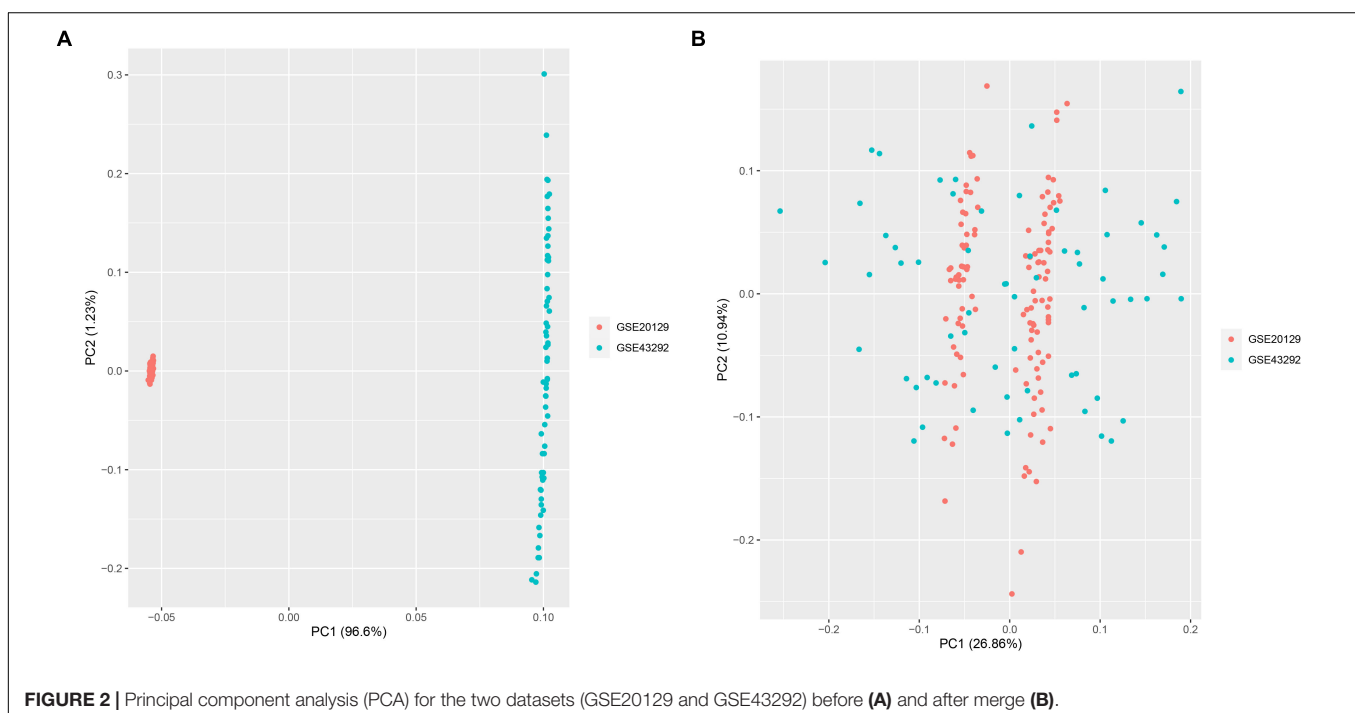 A
0.3
0.2
0.1
0.0
−0.1
−0.2
PC2 (1.23%)
−0.05
0.00
0.05
0.10
PC1 (96.6%)
GSE20129
GSE43292
B
0.1
0.0
−0.1
−0.2
PC2 (10.94%)
−0.2
−0.1
0.0
0.1
0.2
PC1 (26.86%)
GSE20129
GSE43292
FIGURE 2 | Principal component analysis (PCA) for the two datasets (GSE20129 and GSE43292) before (A) and after merge (B).